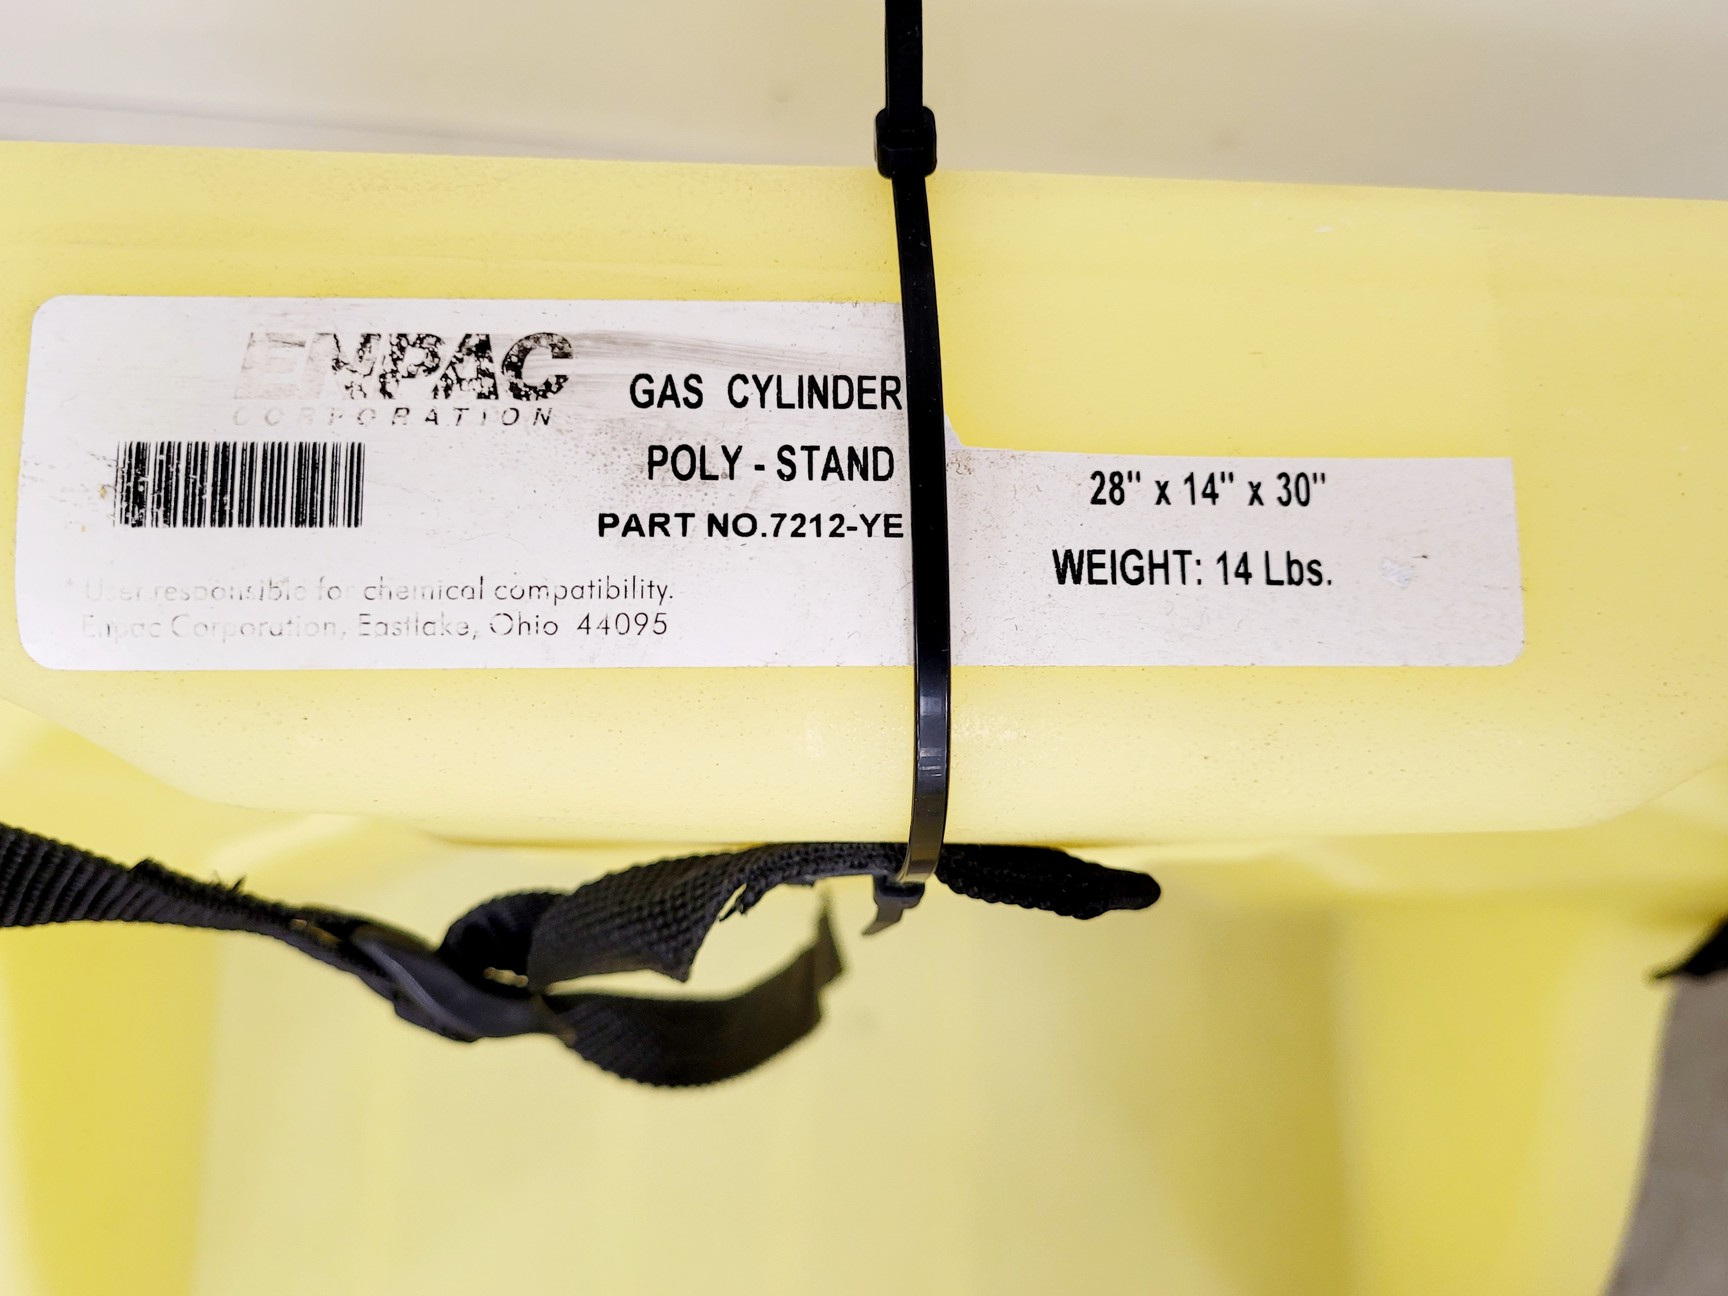 ENPAC
CORPORATION
GAS CYLINDER
POLY - STAND
PART NO.7212-YE
* User responsible for chemical compatibility.
Enpac Corporation, Eastlake, Ohio 44095
28" x 14" x 30"
WEIGHT: 14 Lbs.